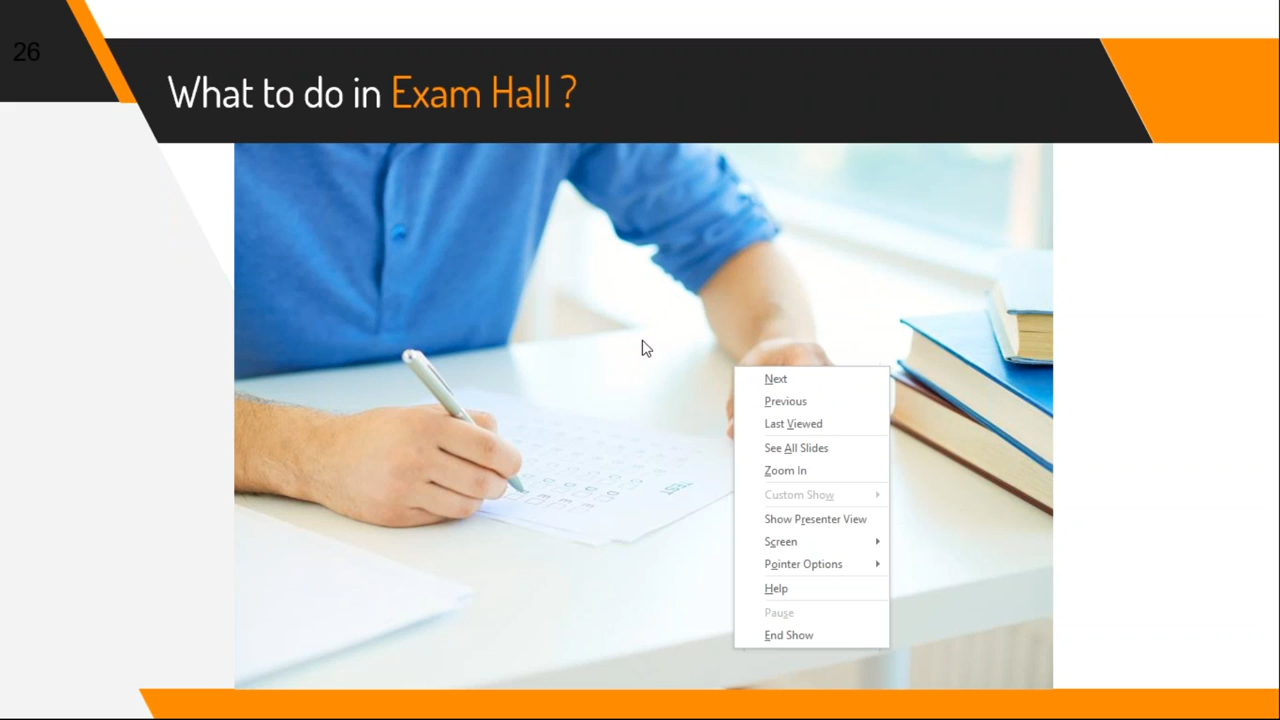 26
What to do in Exam Hall ?
TEST
Next
Previous
Last Viewed
See All Slides
Zoom In
Custom Show
Show Presenter View
Screen
Pointer Options
Help
Pause
End Show